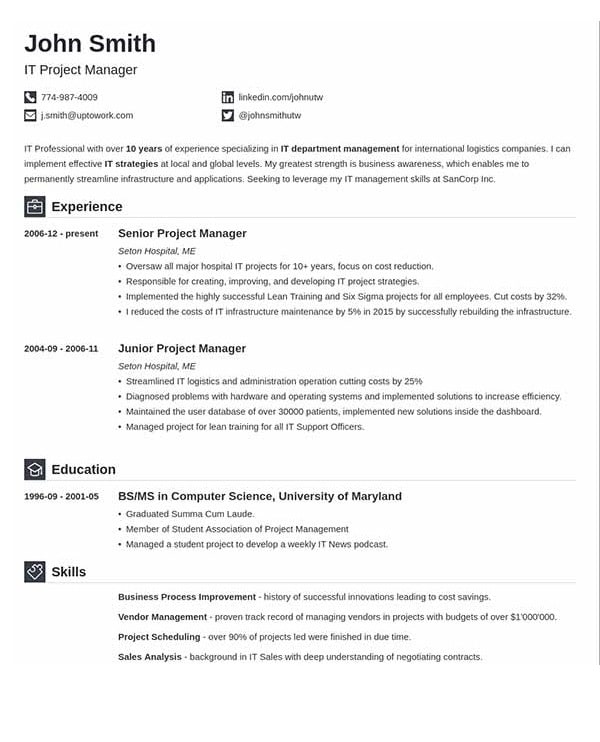 John Smith
IT Project Manager
774-987-4009
linkedin.com/johnutw
j.smith@uptowork.com
@johnsmithutw
IT Professional with over 10 years of experience specializing in IT department management for international logistics companies. I can
implement effective IT strategies at local and global levels. My greatest strength is business awareness, which enables me to
permanently streamline infrastructure and applications. Seeking to leverage my IT management skills at SanCorp Inc.
Experience
2006-12 - present Senior Project Manager
Seton Hospital, ME
• Oversaw all major hospital IT projects for 10+ years, focus on cost reduction.
• Responsible for creating, improving, and developing IT project strategies.
• Implemented the highly successful Lean Training and Six Sigma projects for all employees. Cut costs by 32%.
• I reduced the costs of IT infrastructure maintenance by 5% in 2015 by successfully rebuilding the infrastructure.
2004-09 - 2006-11 Junior Project Manager
Seton Hospital, ME
• Streamlined IT logistics and administration operation cutting costs by 25%
• Diagnosed problems with hardware and operating systems and implemented solutions to increase efficiency.
• Maintained the user database of over 30000 patients, implemented new solutions inside the dashboard.
• Managed project for lean training for all IT Support Officers.
Education
1996-09 - 2001-05 BS/MS in Computer Science, University of Maryland
• Graduated Summa Cum Laude.
• Member of Student Association of Project Management
• Managed a student project to develop a weekly IT News podcast.
Skills
Business Process Improvement - history of successful innovations leading to cost savings.
Vendor Management - proven track record of managing vendors in projects with budgets of over $1'000'000.
Project Scheduling - over 90% of projects led were finished in due time.
Sales Analysis - background in IT Sales with deep understanding of negotiating contracts.